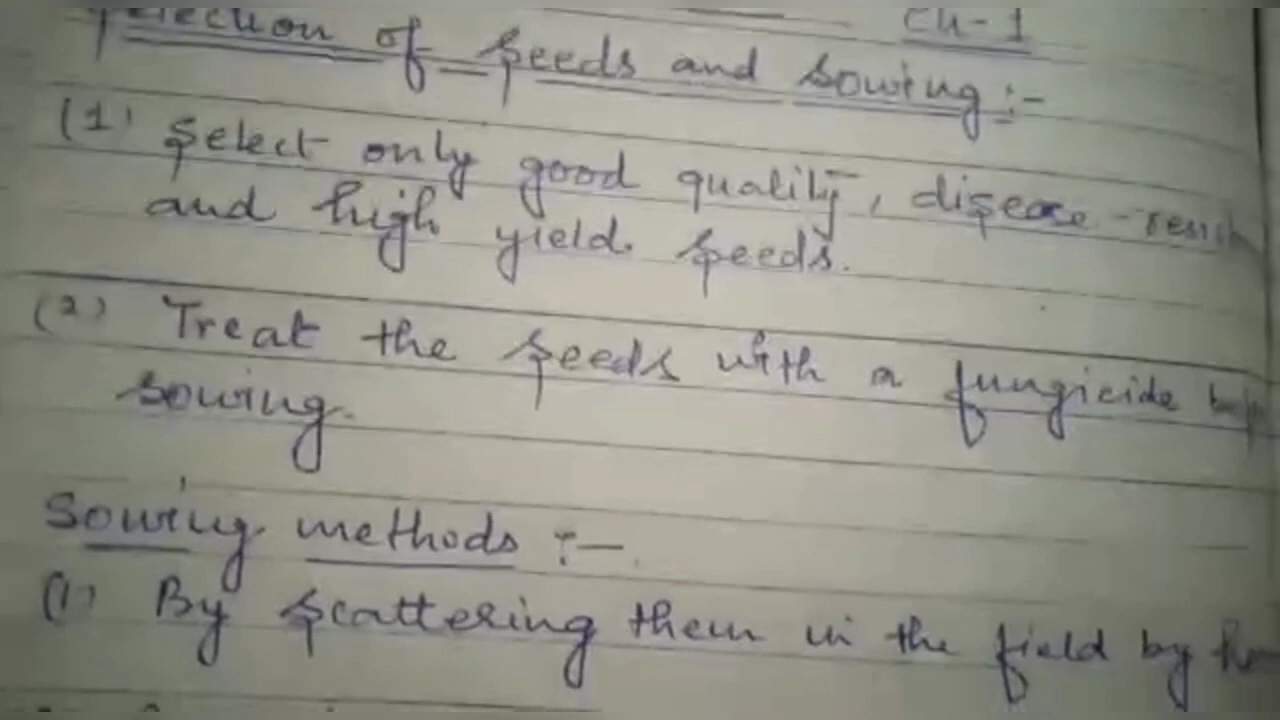 Ch-1
Selection of seeds and sowing :-
(1) Select only good quality, disease-
and high yield seeds.
(2) Treat the seeds with a fungicide
sowing.
Sowing methods :-
(1) By scattering them in the field by